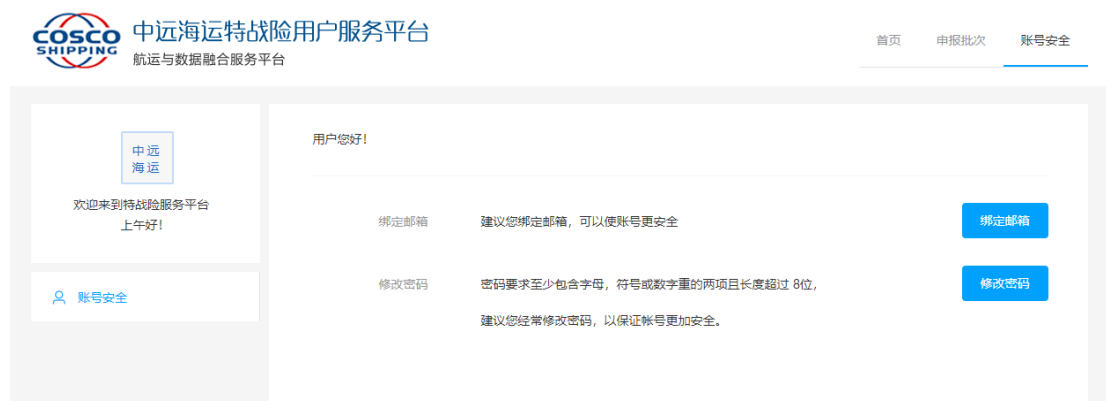 COSCO
SHIPPING
中远海运特战险用户服务平台
航运与数据融合服务平台
首页
申报批次
账号安全
中远
海运
欢迎来到特战险服务平台
上午好!
账号安全
用户您好!
绑定邮箱
建议您绑定邮箱，可以使账号更安全
绑定邮箱
修改密码
密码要求至少包含字母，符号或数字重的两项且长度超过 8位，
建议您经常修改密码，以保证帐号更加安全。
修改密码